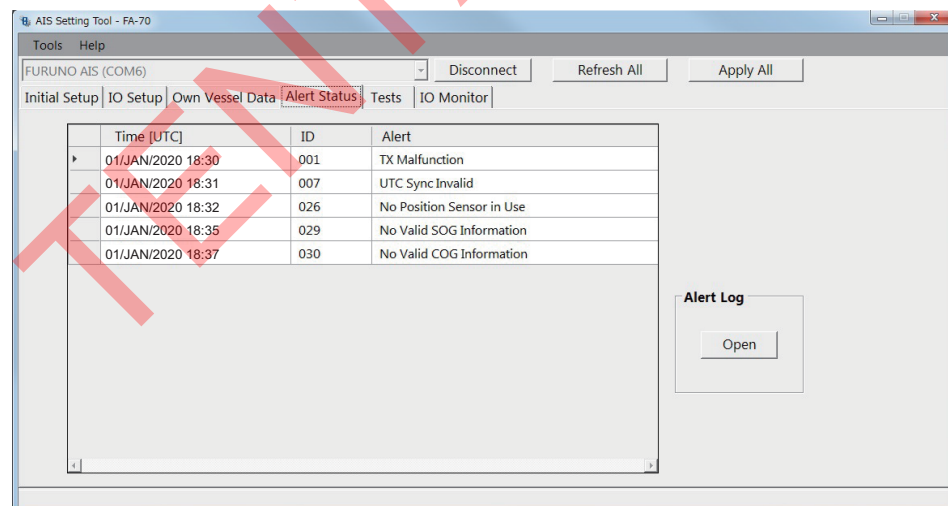 AIS Setting Tool - FA-70
Tools Help
FURUNO AIS (COM6) Disconnect Refresh All Apply All
Initial Setup IO Setup Own Vessel Data Alert Status Tests IO Monitor
Time [UTC] ID Alert
01/JAN/2020 18:30 001 TX Malfunction
01/JAN/2020 18:31 007 UTC Sync Invalid
01/JAN/2020 18:32 026 No Position Sensor in Use
01/JAN/2020 18:35 029 No Valid SOG Information
01/JAN/2020 18:37 030 No Valid COG Information
Alert Log
Open